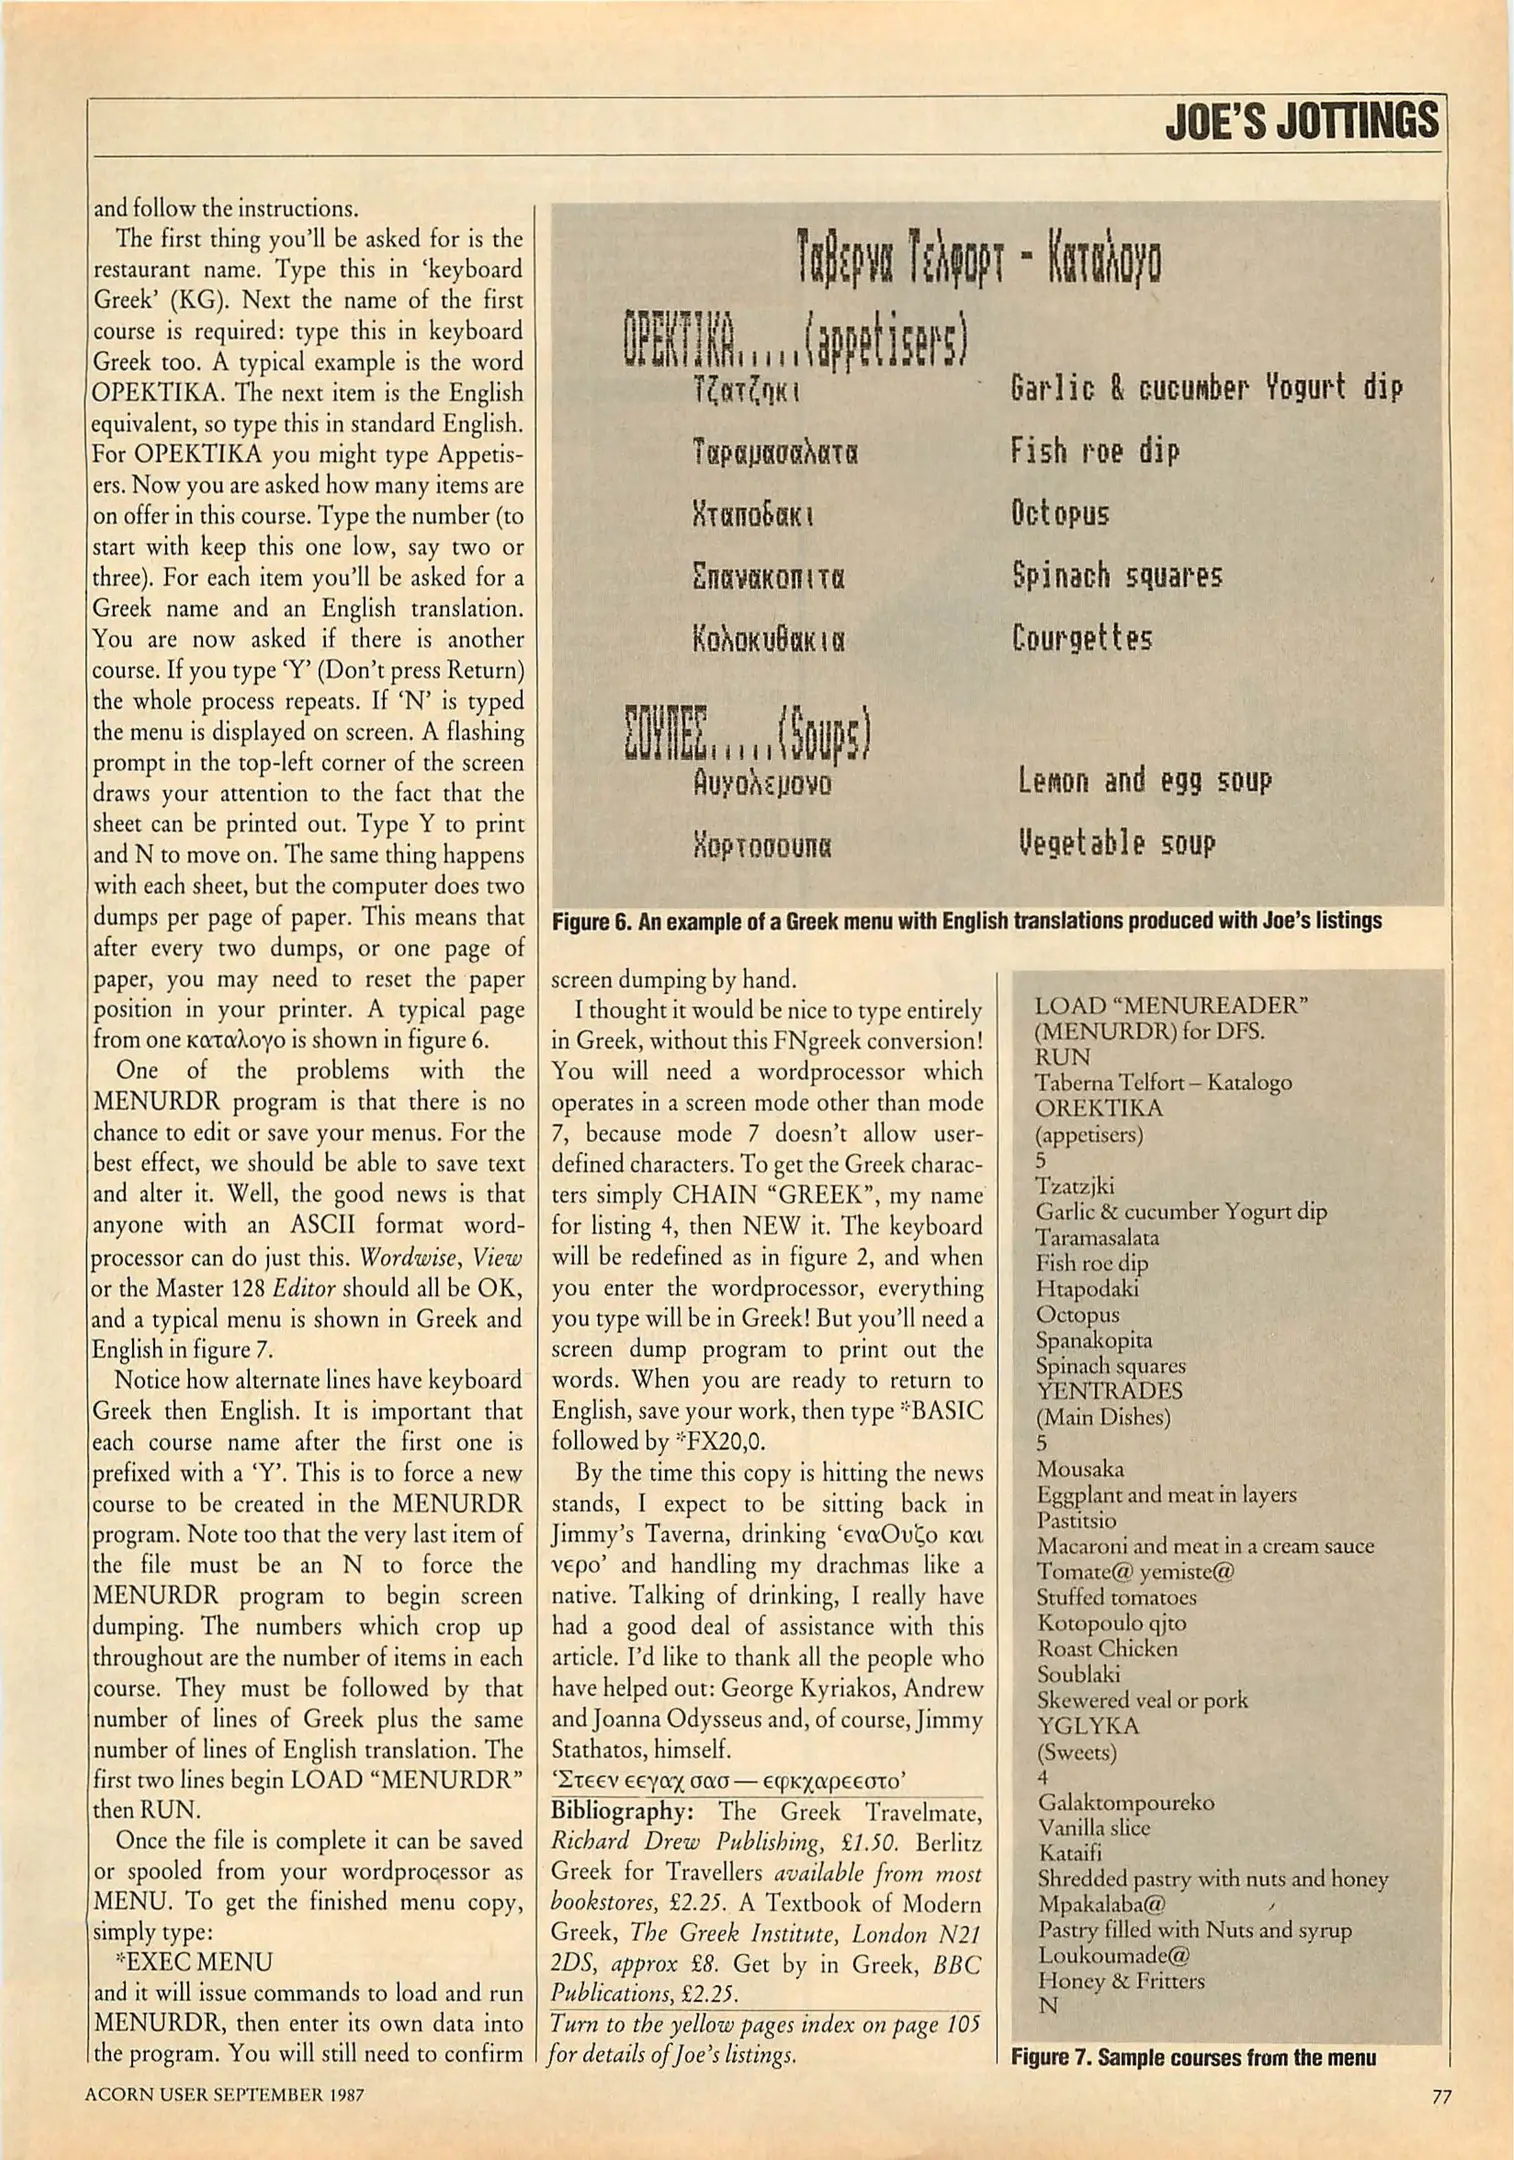 JOE'S JOTTINGS
and follow the instructions.
The first thing you'll be asked for is the
restaurant name. Type this in 'keyboard
Greek' (KG). Next the name of the first
course is required: type this in keyboard
Greek too. A typical example is the word
OPEKTIKA. The next item is the English
equivalent, so type this in standard English.
For OPEKTIKA you might type Appetis-
ers. Now you are asked how many items are
on offer in this course. Type the number (to
start with keep this one low, say two or
three). For each item you'll be asked for a
Greek name and an English translation.
You are now asked if there is another
course. If you type 'Y' (Don't press Return)
the whole process repeats. If 'N' is typed
the menu is displayed on screen. A flashing
prompt in the top-left corner of the screen
draws your attention to the fact that the
sheet can be printed out. Type Y to print
and N to move on. The same thing happens
with each sheet, but the computer does two
dumps per page of paper. This means that
after every two dumps, or one page of
paper, you may need to reset the paper
position in your printer. A typical page
from one καταλογο is shown in figure 6.
One of the problems with the
MENURDR program is that there is no
chance to edit or save your menus. For the
best effect, we should be able to save text
and alter it. Well, the good news is that
anyone with an ASCII format word-
processor can do just this. Wordwise, View
or the Master 128 Editor should all be OK,
and a typical menu is shown in Greek and
English in figure 7.
Notice how alternate lines have keyboard
Greek then English. It is important that
each course name after the first one is
prefixed with a 'Y'. This is to force a new
course to be created in the MENURDR
program. Note too that the very last item of
the file must be an N to force the
MENURDR program to begin screen
dumping. The numbers which crop up
throughout are the number of items in each
course. They must be followed by that
number of lines of Greek plus the same
number of lines of English translation. The
first two lines begin LOAD "MENURDR"
then RUN.
Once the file is complete it can be saved
or spooled from your wordprocessor as
MENU. To get the finished menu copy,
simply type:
*EXEC MENU
and it will issue commands to load and run
MENURDR, then enter its own data into
the program. You will still need to confirm
Ταβερνα Τελφορτ - Καταλογο
ΟΡΕΚΤΙΚΑ.....(appetisers)
Τζατζηκι Garlic & cucumber Yogurt dip
Ταραμασαλατα Fish roe dip
Χταποδακι Octopus
Σπανακοπιτα Spinach squares
Κολοκυθακια Courgettes
ΣΟΥΠΕΣ.....(Soups)
Αυγολεμονο Lemon and egg soup
Χορτοσουπα Vegetable soup
Figure 6. An example of a Greek menu with English translations produced with Joe's listings
screen dumping by hand.
I thought it would be nice to type entirely
in Greek, without this FNgreek conversion!
You will need a wordprocessor which
operates in a screen mode other than mode
7, because mode 7 doesn't allow user-
defined characters. To get the Greek charac-
ters simply CHAIN "GREEK", my name
for listing 4, then NEW it. The keyboard
will be redefined as in figure 2, and when
you enter the wordprocessor, everything
you type will be in Greek! But you'll need a
screen dump program to print out the
words. When you are ready to return to
English, save your work, then type *BASIC
followed by *FX20,0.
By the time this copy is hitting the news
stands, I expect to be sitting back in
Jimmy's Taverna, drinking 'εναΟυζο και
νερο' and handling my drachmas like a
native. Talking of drinking, I really have
had a good deal of assistance with this
article. I'd like to thank all the people who
have helped out: George Kyriakos, Andrew
and Joanna Odysseus and, of course, Jimmy
Stathatos, himself.
'Στεεν εεγαχ σασ — εφκχαρεεστο'
Bibliography: The Greek Travelmate,
Richard Drew Publishing, £1.50. Berlitz
Greek for Travellers available from most
bookstores, £2.25. A Textbook of Modern
Greek, The Greek Institute, London N21
2DS, approx £8. Get by in Greek, BBC
Publications, £2.25.
Turn to the yellow pages index on page 105
for details of Joe's listings.
LOAD "MENUREADER"
(MENURDR) for DFS.
RUN
Taberna Telfort – Katalogo
OREKTIKA
(appetisers)
5
Tzatzjki
Garlic & cucumber Yogurt dip
Taramasalata
Fish roe dip
Htapodaki
Octopus
Spanakopita
Spinach squares
YENTRADES
(Main Dishes)
5
Mousaka
Eggplant and meat in layers
Pastitsio
Macaroni and meat in a cream sauce
Tomate@ yemiste@
Stuffed tomatoes
Kotopoulo qjto
Roast Chicken
Soublaki
Skewered veal or pork
YGLYKA
(Sweets)
4
Galaktompoureko
Vanilla slice
Kataifi
Shredded pastry with nuts and honey
Mpakalaba@
Pastry filled with Nuts and syrup
Loukoumade@
Honey & Fritters
N
Figure 7. Sample courses from the menu
ACORN USER SEPTEMBER 1987
77